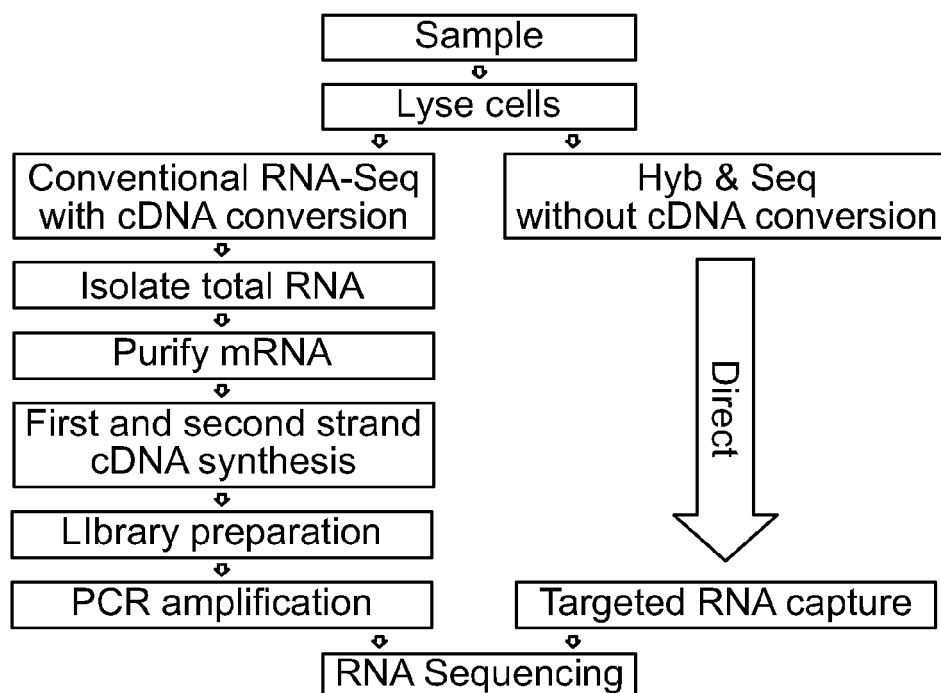 Sample
Lyse cells
Conventional RNA-Seq
with cDNA conversion
Hyb & Seq
without cDNA conversion
Isolate total RNA
Purify mRNA
First and second strand
cDNA synthesis
LIbrary preparation
PCR amplification
Direct
Targeted RNA capture
RNA Sequencing